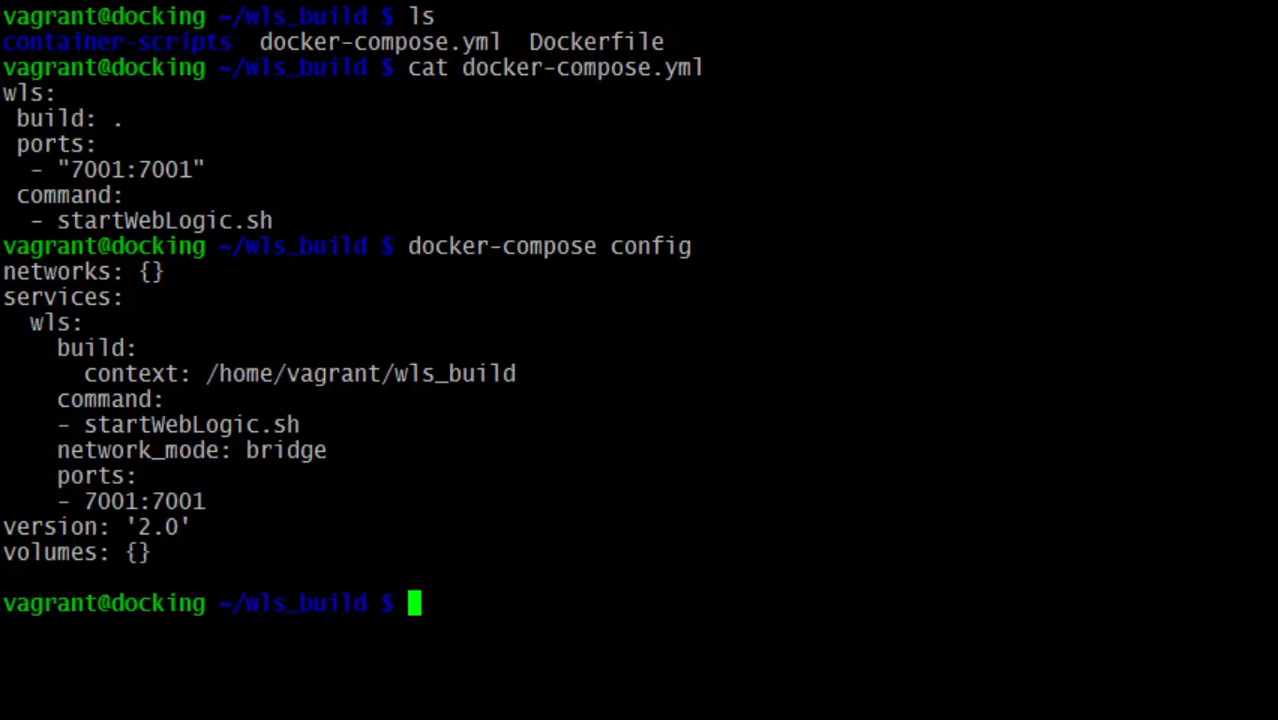 vagrant@docking ~/wls_build $ ls
container-scripts  docker-compose.yml  Dockerfile
vagrant@docking ~/wls_build $ cat docker-compose.yml
wls:
 build: .
 ports:
  - "7001:7001"
 command:
  - startWebLogic.sh
vagrant@docking ~/wls_build $ docker-compose config
networks: {}
services:
  wls:
    build:
      context: /home/vagrant/wls_build
    command:
    - startWebLogic.sh
    network_mode: bridge
    ports:
    - 7001:7001
version: '2.0'
volumes: {}
vagrant@docking ~/wls_build $